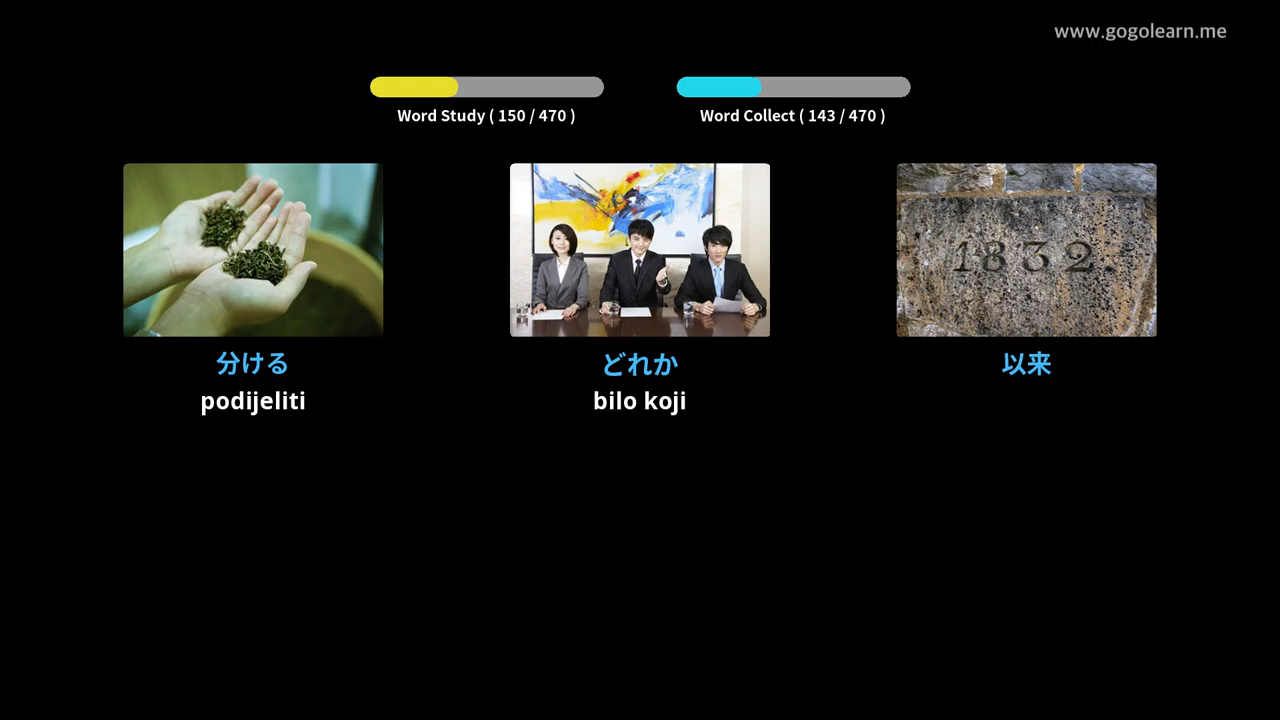 www.gogolearn.me
Word Study ( 150 / 470 )
Word Collect ( 143 / 470 )
1832.
分ける
どれか
以来
podijeliti
bilo koji